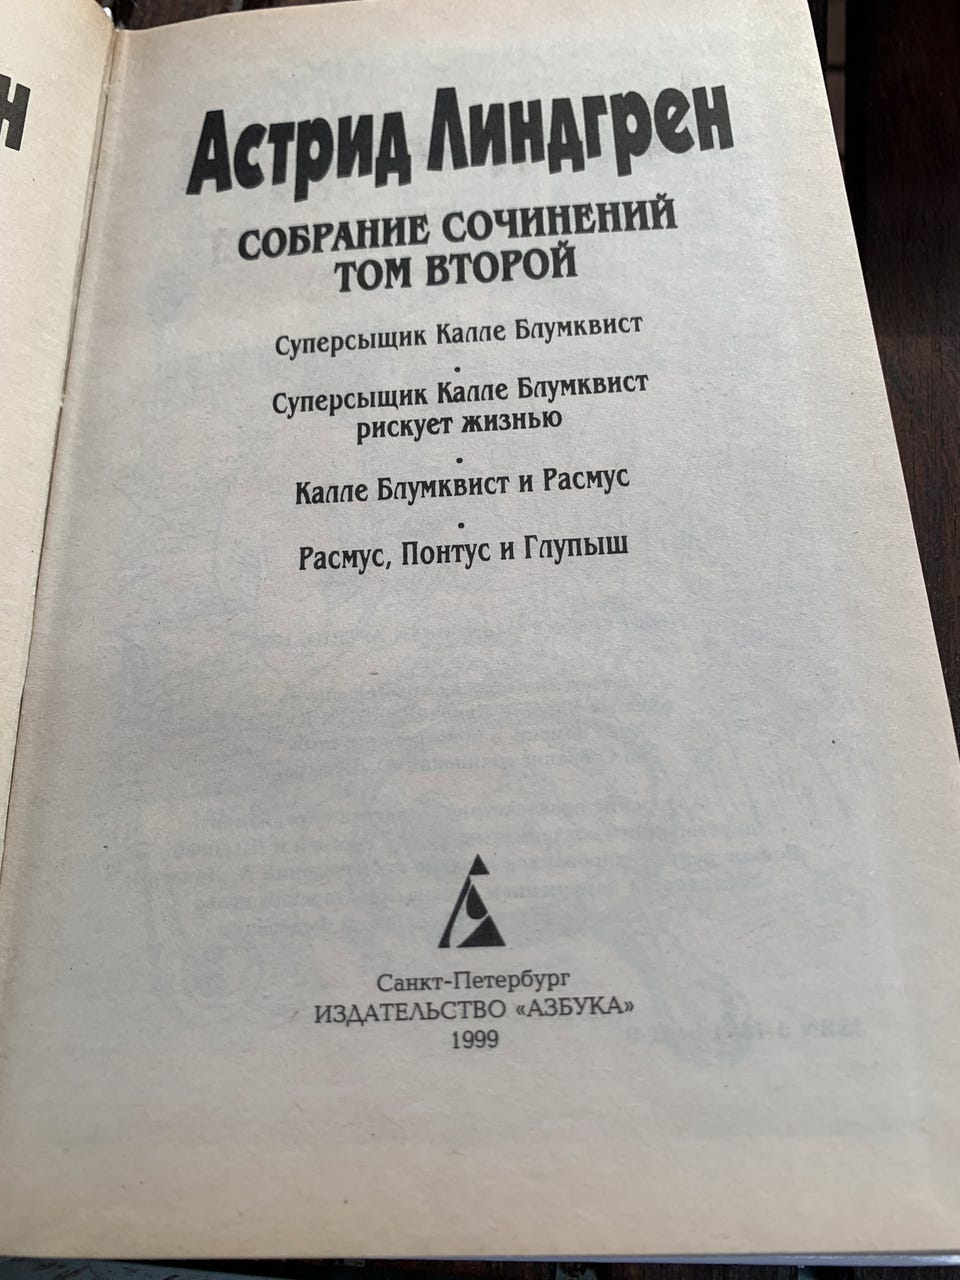 Астрид Линдгрен
СОБРАНИЕ СОЧИНЕНИЙ
ТОМ ВТОРОЙ
Суперсыщик Калле Блумквист
•
Суперсыщик Калле Блумквист
рискует жизнью
•
Калле Блумквист и Расмус
•
Расмус, Понтус и Глупыш
Санкт-Петербург
ИЗДАТЕЛЬСТВО «АЗБУКА»
1999